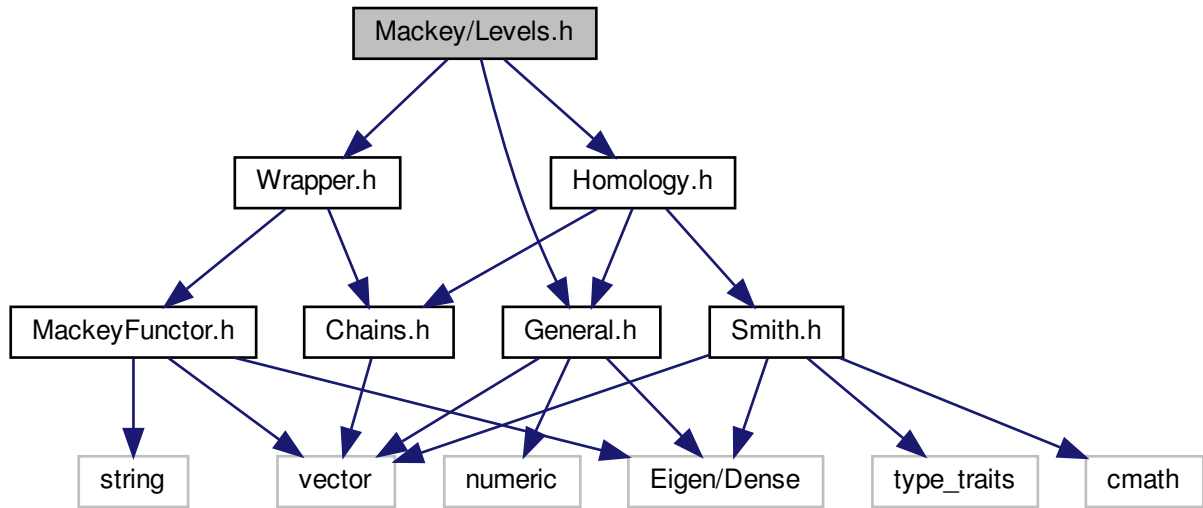 Mackey/Levels.h
Wrapper.h
Homology.h
MackeyFunctor.h
Chains.h
General.h
Smith.h
string
vector
numeric
Eigen/Dense
type_traits
cmath